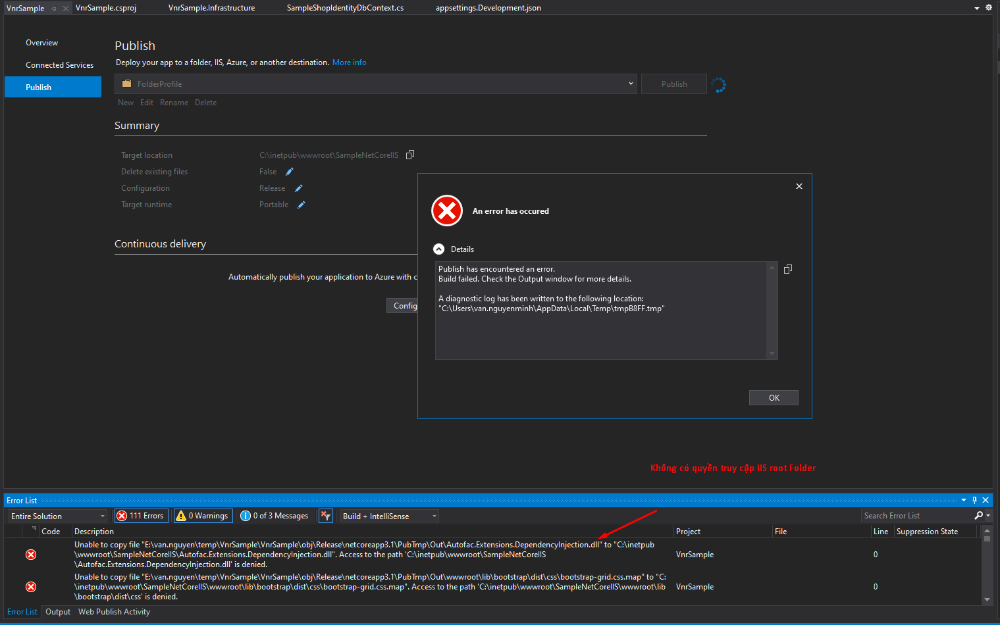 VnrSample
VnrSample.csproj
VnrSample.Infrastructure
SampleShopIdentityDbContext.cs
appsettings.Development.json
Overview
Connected Services
Publish
Publish
Deploy your app to a folder, IIS, Azure, or another destination. More info
FolderProfile
Publish
New Edit Rename Delete
Summary
Target location C:\inetpub\wwwroot\SampleNetCoreIIS
Delete existing files False
Configuration Release
Target runtime Portable
Continuous delivery
Automatically publish your application to Azure with c
Config
An error has occured
Details
Publish has encountered an error.
Build failed. Check the Output window for more details.
A diagnostic log has been written to the following location:
"C:\Users\van.nguyenminh\AppData\Local\Temp\tmpB8FF.tmp"
OK
Không có quyền truy cập IIS root Folder
Error List
Entire Solution
111 Errors
0 Warnings
0 of 3 Messages
Build + IntelliSense
Search Error List
Code Description Project File Line Suppression State
Unable to copy file "E:\van.nguyen\temp\VnrSample\VnrSample\obj\Release\netcoreapp3.1\PubTmp\Out\Autofac.Extensions.DependencyInjection.dll" to "C:\inetpub
\wwwroot\SampleNetCoreIIS\Autofac.Extensions.DependencyInjection.dll". Access to the path 'C:\inetpub\wwwroot\SampleNetCoreIIS
\Autofac.Extensions.DependencyInjection.dll' is denied.
VnrSample 0
Unable to copy file "E:\van.nguyen\temp\VnrSample\VnrSample\obj\Release\netcoreapp3.1\PubTmp\Out\wwwroot\lib\bootstrap\dist\css\bootstrap-grid.css.map" to "C:
\inetpub\wwwroot\SampleNetCoreIIS\wwwroot\lib\bootstrap\dist\css\bootstrap-grid.css.map". Access to the path 'C:\inetpub\wwwroot\SampleNetCoreIIS\wwwroot\lib
\bootstrap\dist\css' is denied.
VnrSample 0
Error List Output Web Publish Activity